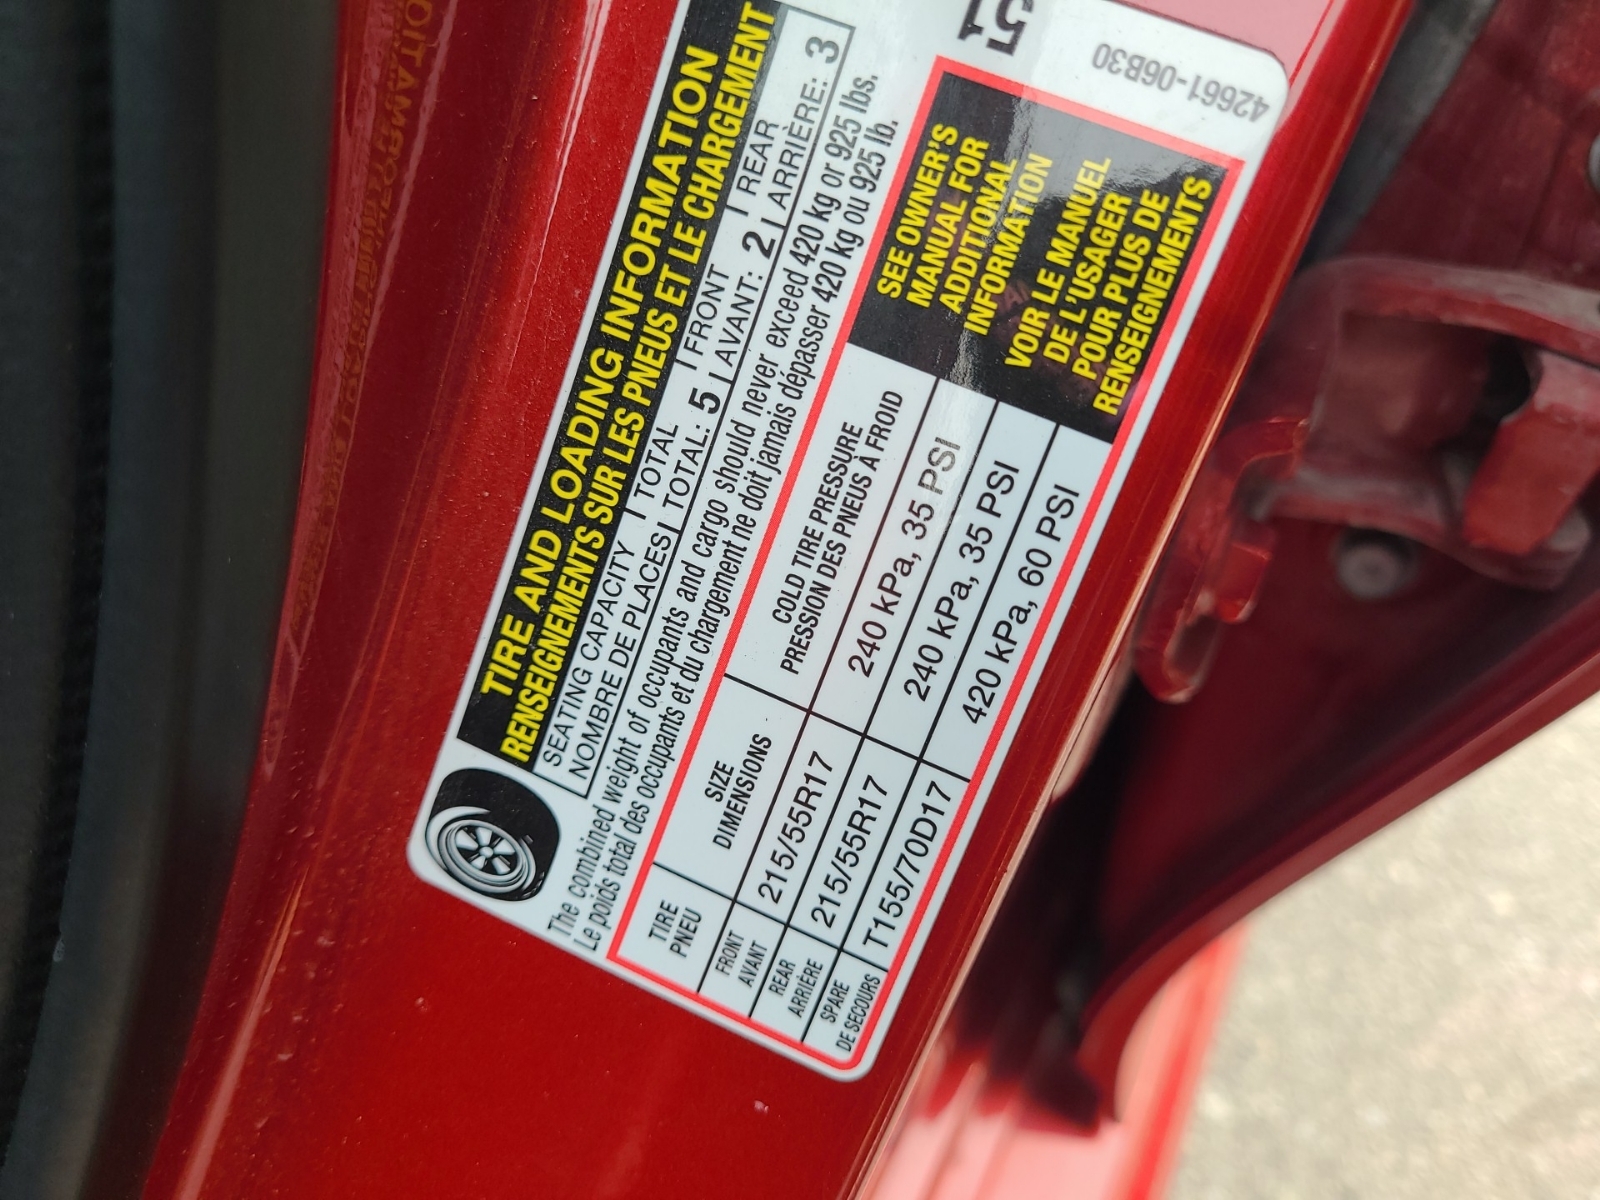 TIRE AND LOADING INFORMATION
RENSEIGNEMENTS SUR LES PNEUS ET LE CHARGEMENT
SEATING CAPACITY | TOTAL | FRONT | REAR
NOMBRE DE PLACES | TOTAL: 5 | AVANT: 2 | ARRIÈRE: 3
The combined weight of occupants and cargo should never exceed 420 kg or 925 lbs.
Le poids total des occupants et du chargement ne doit jamais dépasser 420 kg ou 925 lb.
TIRE SIZE COLD TIRE PRESSURE
PNEU DIMENSIONS PRESSION DES PNEUS À FROID
FRONT
AVANT 215/55R17 240 kPa, 35 PSI
REAR
ARRIÈRE 215/55R17 240 kPa, 35 PSI
SPARE
DE SECOURS T155/70D17 420 kPa, 60 PSI
SEE OWNER'S
MANUAL FOR
ADDITIONAL
INFORMATION
VOIR LE MANUEL
DE L'USAGER
POUR PLUS DE
RENSEIGNEMENTS
51
42661-06B30